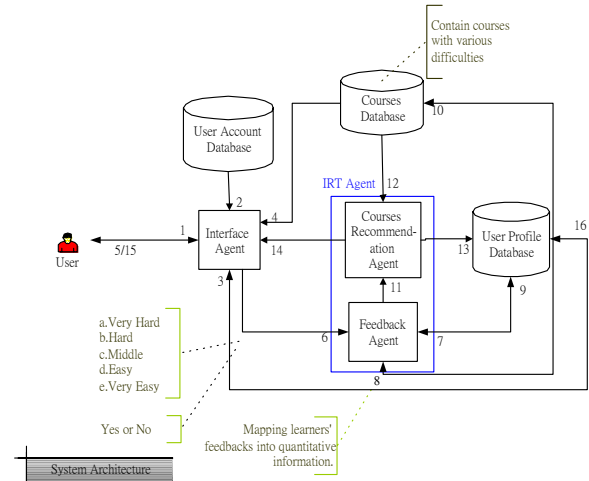 Contain courses
with various
difficulties
Courses
Database
10
User Account
Database
IRT Agent
12
2
4
1
Interface
Agent
Courses
Recommend-
ation
Agent
16
User Profile
Database
5/15
14
13
User
3
11
9
a.Very Hard
b.Hard
c.Middle
d.Easy
e.Very Easy
6
Feedback
Agent
7
8
Yes or No
Mapping learners'
feedbacks into quantitative
information.
System Architecture